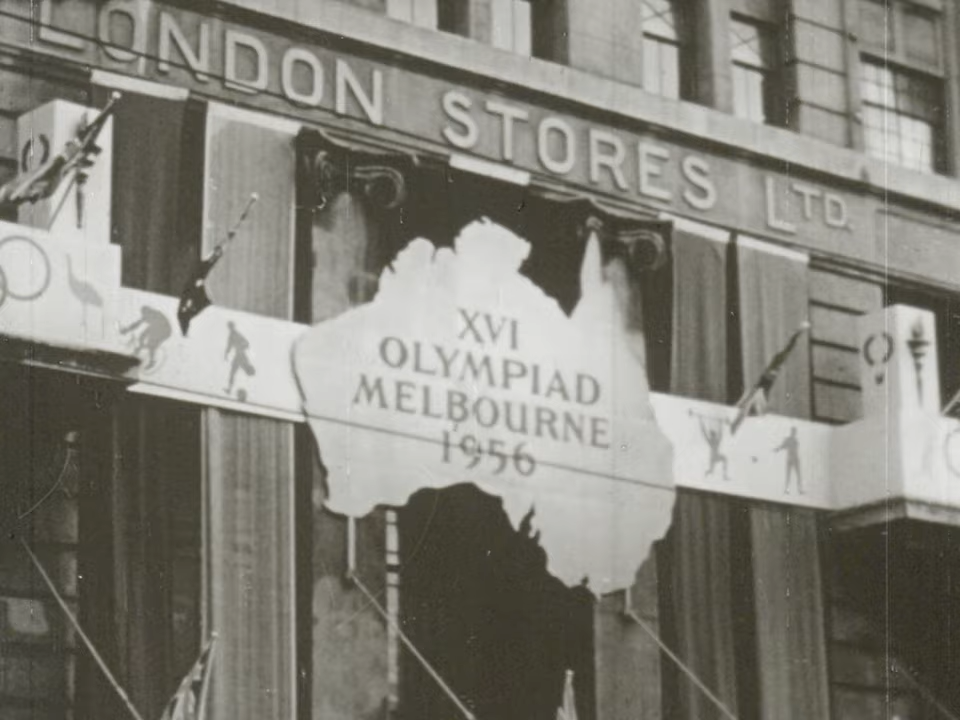 LONDON STORES LTD.
XVI
OLYMPIAD
MELBOURNE
1956